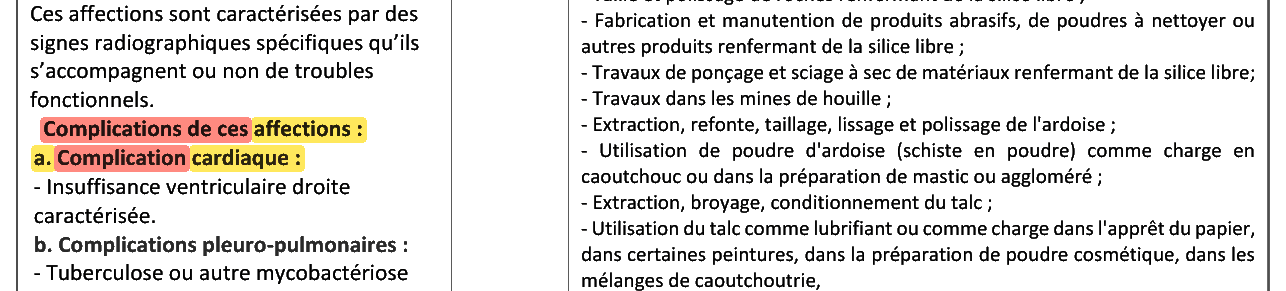 Ces affections sont caractérisées par des
signes radiographiques spécifiques qu’ils
s’accompagnent ou non de troubles
fonctionnels.
Complications de ces affections :
a. Complication cardiaque :
- Insuffisance ventriculaire droite
caractérisée.
b. Complications pleuro-pulmonaires :
- Tuberculose ou autre mycobactériose
- Fabrication et manutention de produits abrasifs, de poudres à nettoyer ou
autres produits renfermant de la silice libre ;
- Travaux de ponçage et sciage à sec de matériaux renfermant de la silice libre;
- Travaux dans les mines de houille ;
- Extraction, refonte, taillage, lissage et polissage de l'ardoise ;
- Utilisation de poudre d'ardoise (schiste en poudre) comme charge en
caoutchouc ou dans la préparation de mastic ou aggloméré ;
- Extraction, broyage, conditionnement du talc ;
- Utilisation du talc comme lubrifiant ou comme charge dans l'apprêt du papier,
dans certaines peintures, dans la préparation de poudre cosmétique, dans les
mélanges de caoutchoutrie,